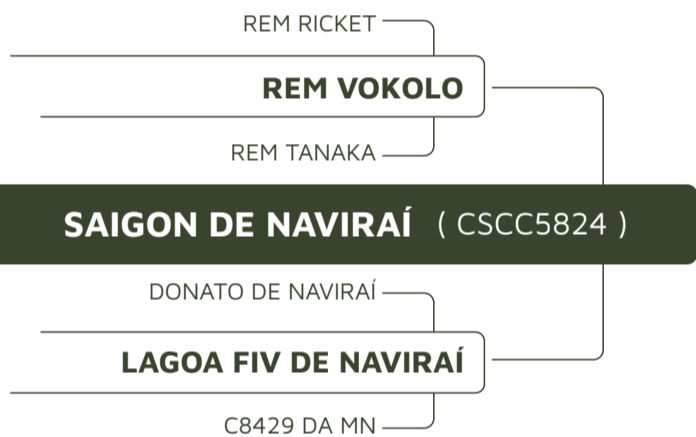 REM RICKET
REM VOKOLO
REM TANAKA
SAIGON DE NAVIRAÍ ( CSCC5824 )
DONATO DE NAVIRAÍ
LAGOA FIV DE NAVIRAÍ
C8429 DA MN